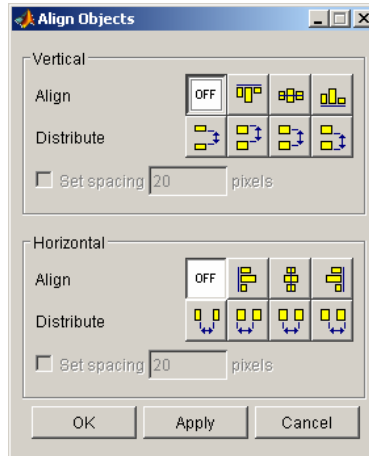 Align Objects
Vertical
Align OFF
Distribute
Set spacing 20 pixels
Horizontal
Align OFF
Distribute
Set spacing 20 pixels
OK Apply Cancel